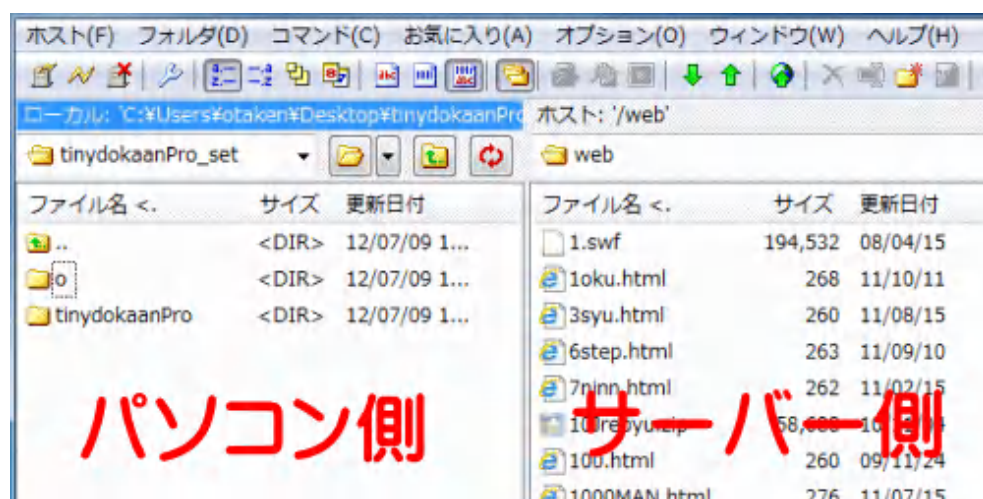 ホスト(F) フォルダ(D) コマンド(C) お気に入り(A) オプション(O) ウィンドウ(W) ヘルプ(H)
ローカル: 'C:¥Users¥otaken¥Desktop¥tinydokaanPro
ホスト: '/web'
tinydokaanPro_set
web
ファイル名 <. サイズ 更新日付
.. <DIR> 12/07/09 1...
o <DIR> 12/07/09 1...
tinydokaanPro <DIR> 12/07/09 1...
パソコン側
ファイル名 <. サイズ 更新日付
1.swf 194,532 08/04/15
1oku.html 268 11/10/11
3syu.html 260 11/08/15
6step.html 263 11/09/10
7ninn.html 262 11/02/15
100.html 260 09/11/24
1000MAN.html 276 11/07/15
サーバー側